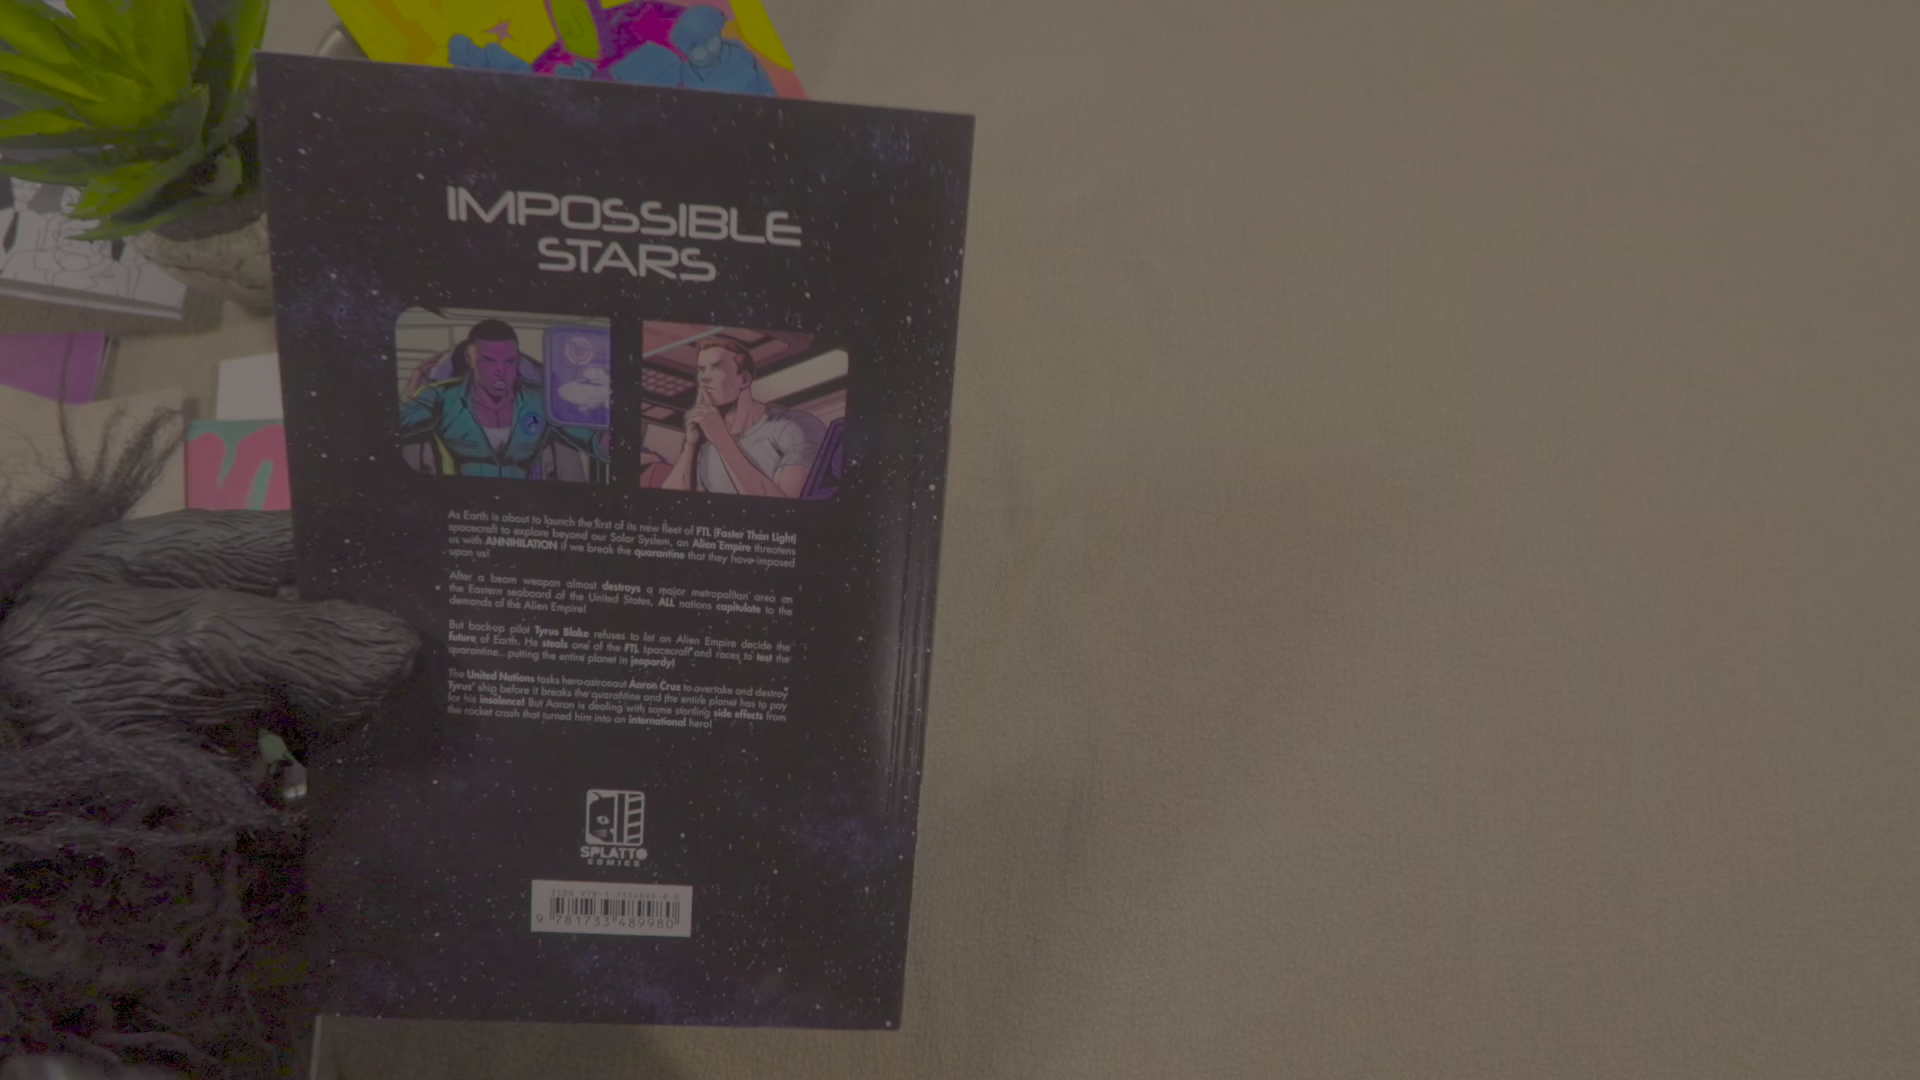 IMPOSSIBLE
STARS
As Earth is about to launch the first of its new fleet of FTL (Faster Than Light)
spacecraft to explore beyond our Solar System, an Alien Empire threatens
us with ANNIHILATION if we break the quarantine that they have imposed
upon us!
After a beam weapon almost destroys a major metropolitan area on
the Eastern seaboard of the United States, ALL nations capitulate to the
demands of the Alien Empire!
But back-up pilot Tyrus Blake refuses to let an Alien Empire decide the
future of Earth. He steals one of the FTL spacecraft and races to test the
quarantine...putting the entire planet in jeopardy!
The United Nations tasks hero-astronaut Aaron Cruz to overtake and destroy
Tyrus' ship before it breaks the quarantine and the entire planet has to pay
for his insolence! But Aaron is dealing with some startling side effects from
the rocket crash that turned him into an international hero!
SPLATTO
COMICS
9 781733 489980